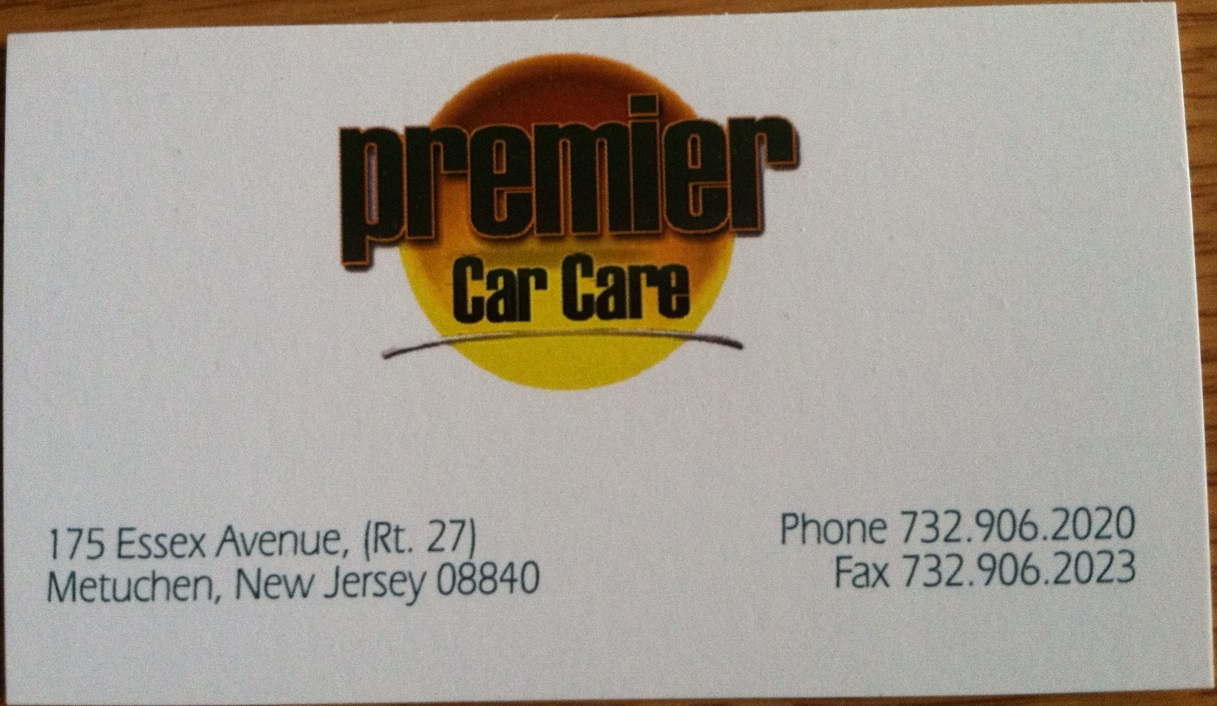 premier
Car Care
175 Essex Avenue, (Rt. 27)
Metuchen, New Jersey 08840
Phone 732.906.2020
Fax 732.906.2023